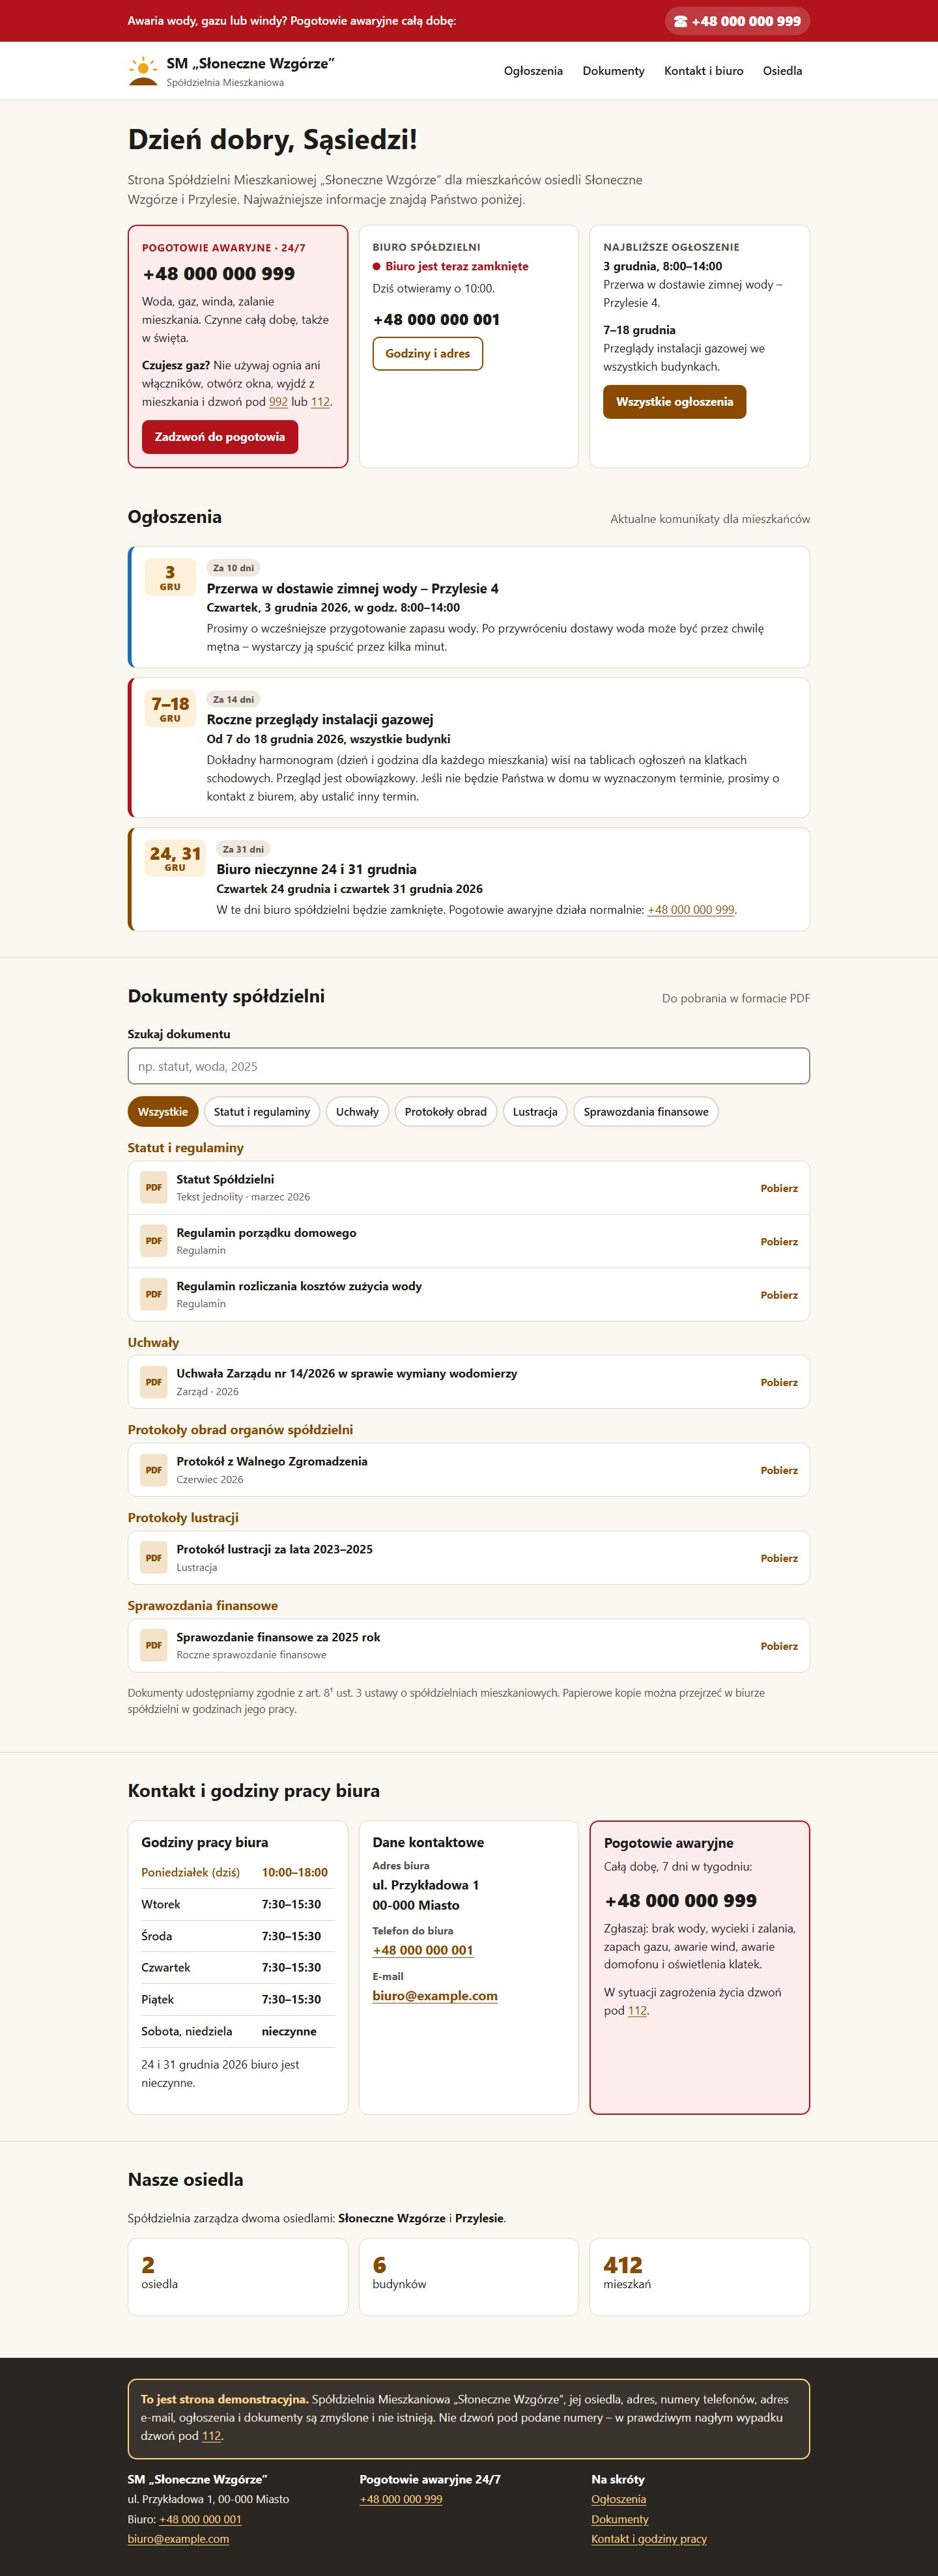 Awaria wody, gazu lub windy? Pogotowie awaryjne całą dobę:
☎ +48 000 000 999
SM „Słoneczne Wzgórze”
Spółdzielnia Mieszkaniowa
Ogłoszenia
Dokumenty
Kontakt i biuro
Osiedla
Dzień dobry, Sąsiedzi!
Strona Spółdzielni Mieszkaniowej „Słoneczne Wzgórze” dla mieszkańców osiedli Słoneczne
Wzgórze i Przylesie. Najważniejsze informacje znajdą Państwo poniżej.
POGOTOWIE AWARYJNE · 24/7
+48 000 000 999
Woda, gaz, winda, zalanie
mieszkania. Czynne całą dobę, także
w święta.
Czujesz gaz? Nie używaj ognia ani
włączników, otwórz okna, wyjdź z
mieszkania i dzwoń pod 992 lub 112.
Zadzwoń do pogotowia
BIURO SPÓŁDZIELNI
Biuro jest teraz zamknięte
Dziś otwieramy o 10:00.
+48 000 000 001
Godziny i adres
NAJBLIŻSZE OGŁOSZENIE
3 grudnia, 8:00–14:00
Przerwa w dostawie zimnej wody –
Przylesie 4.
7–18 grudnia
Przeglądy instalacji gazowej we
wszystkich budynkach.
Wszystkie ogłoszenia
Ogłoszenia
Aktualne komunikaty dla mieszkańców
3
GRU
Za 10 dni
Przerwa w dostawie zimnej wody – Przylesie 4
Czwartek, 3 grudnia 2026, w godz. 8:00–14:00
Prosimy o wcześniejsze przygotowanie zapasu wody. Po przywróceniu dostawy woda może być przez chwilę
mętna – wystarczy ją spuścić przez kilka minut.
7–18
GRU
Za 14 dni
Roczne przeglądy instalacji gazowej
Od 7 do 18 grudnia 2026, wszystkie budynki
Dokładny harmonogram (dzień i godzina dla każdego mieszkania) wisi na tablicach ogłoszeń na klatkach
schodowych. Przegląd jest obowiązkowy. Jeśli nie będzie Państwa w domu w wyznaczonym terminie, prosimy o
kontakt z biurem, aby ustalić inny termin.
24, 31
GRU
Za 31 dni
Biuro nieczynne 24 i 31 grudnia
Czwartek 24 grudnia i czwartek 31 grudnia 2026
W te dni biuro spółdzielni będzie zamknięte. Pogotowie awaryjne działa normalnie: +48 000 000 999.
Dokumenty spółdzielni
Do pobrania w formacie PDF
Szukaj dokumentu
np. statut, woda, 2025
Wszystkie
Statut i regulaminy
Uchwały
Protokoły obrad
Lustracja
Sprawozdania finansowe
Statut i regulaminy
PDF
Statut Spółdzielni
Tekst jednolity · marzec 2026
Pobierz
PDF
Regulamin porządku domowego
Regulamin
Pobierz
PDF
Regulamin rozliczania kosztów zużycia wody
Regulamin
Pobierz
Uchwały
PDF
Uchwała Zarządu nr 14/2026 w sprawie wymiany wodomierzy
Zarząd · 2026
Pobierz
Protokoły obrad organów spółdzielni
PDF
Protokół z Walnego Zgromadzenia
Czerwiec 2026
Pobierz
Protokoły lustracji
PDF
Protokół lustracji za lata 2023–2025
Lustracja
Pobierz
Sprawozdania finansowe
PDF
Sprawozdanie finansowe za 2025 rok
Roczne sprawozdanie finansowe
Pobierz
Dokumenty udostępniamy zgodnie z art. 8¹ ust. 3 ustawy o spółdzielniach mieszkaniowych. Papierowe kopie można przejrzeć w biurze
spółdzielni w godzinach jego pracy.
Kontakt i godziny pracy biura
Godziny pracy biura
Poniedziałek (dziś) 10:00–18:00
Wtorek 7:30–15:30
Środa 7:30–15:30
Czwartek 7:30–15:30
Piątek 7:30–15:30
Sobota, niedziela nieczynne
24 i 31 grudnia 2026 biuro jest
nieczynne.
Dane kontaktowe
Adres biura
ul. Przykładowa 1
00-000 Miasto
Telefon do biura
+48 000 000 001
E-mail
biuro@example.com
Pogotowie awaryjne
Całą dobę, 7 dni w tygodniu:
+48 000 000 999
Zgłaszaj: brak wody, wycieki i zalania,
zapach gazu, awarie wind, awarie
domofonu i oświetlenia klatek.
W sytuacji zagrożenia życia dzwoń
pod 112.
Nasze osiedla
Spółdzielnia zarządza dwoma osiedlami: Słoneczne Wzgórze i Przylesie.
2
osiedla
6
budynków
412
mieszkań
To jest strona demonstracyjna. Spółdzielnia Mieszkaniowa „Słoneczne Wzgórze”, jej osiedla, adres, numery telefonów, adres
e-mail, ogłoszenia i dokumenty są zmyślone i nie istnieją. Nie dzwoń pod podane numery – w prawdziwym nagłym wypadku
dzwoń pod 112.
SM „Słoneczne Wzgórze”
ul. Przykładowa 1, 00-000 Miasto
Biuro: +48 000 000 001
biuro@example.com
Pogotowie awaryjne 24/7
+48 000 000 999
Na skróty
Ogłoszenia
Dokumenty
Kontakt i godziny pracy